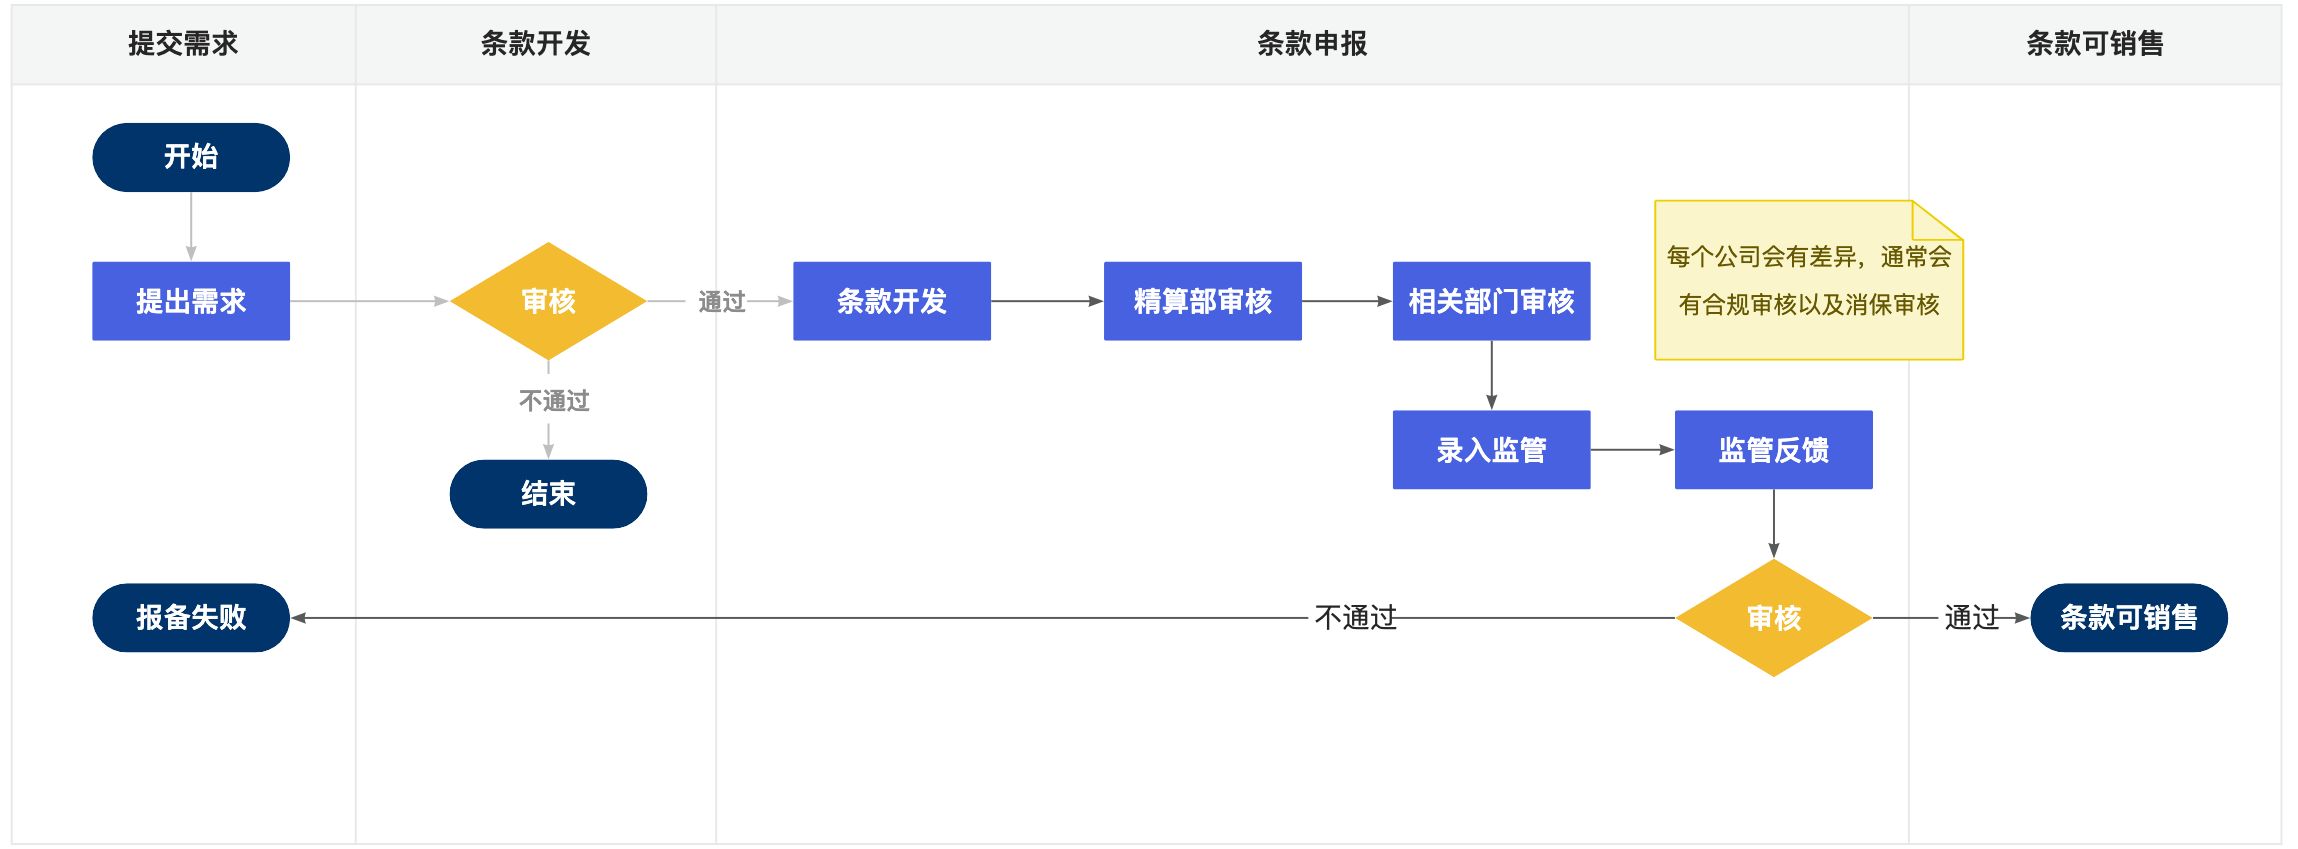 提交需求
条款开发
条款申报
条款可销售
开始
提出需求
审核
通过
条款开发
精算部审核
相关部门审核
每个公司会有差异，通常会
有合规审核以及消保审核
不通过
录入监管
监管反馈
结束
报备失败
不通过
审核
通过
条款可销售